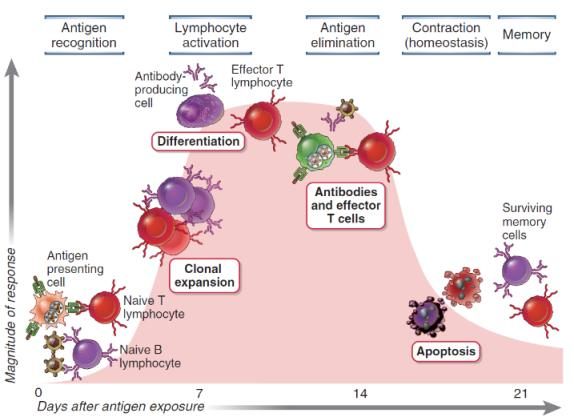 Antigen
recognition
Lymphocyte
activation
Antigen
elimination
Contraction
(homeostasis)
Memory
Antibody-
producing
cell
Effector T
lymphocyte
Differentiation
Antibodies
and effector
T cells
Clonal
expansion
Surviving
memory
cells
Antigen
presenting
cell
Naive T
lymphocyte
Naive B
lymphocyte
Apoptosis
Magnitude of response
0
7
14
21
Days after antigen exposure